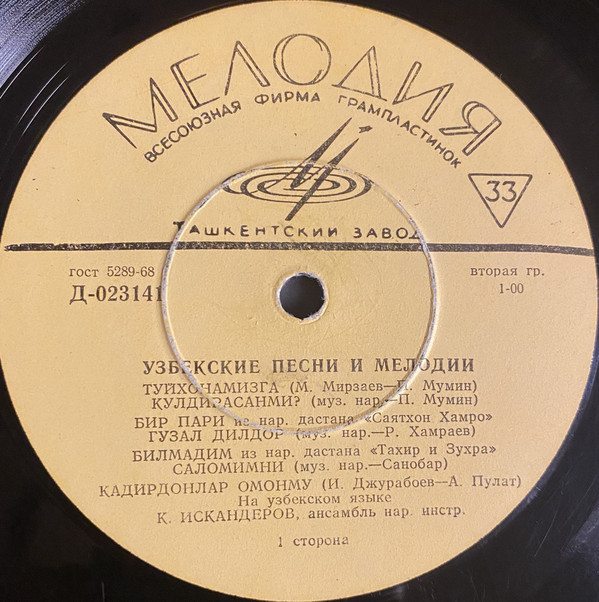 МЕЛОДИЯ
ВСЕСОЮЗНАЯ ФИРМА ГРАМПЛАСТИНОК
33
ТАШКЕНТСКИЙ ЗАВОД
гост 5289-68
Д-023141
вторая гр.
1-00
УЗБЕКСКИЕ ПЕСНИ И МЕЛОДИИ
ТУЙХОНАМИЗГА (М. Мирзаев—П. Мумин)
КУЛДИРАСАНМИ? (муз. нар.—П. Мумин)
БИР ПАРИ из нар. дастана «Саятхон Хамро»
ГУЗАЛ ДИЛДОР (муз. нар.—Р. Хамраев)
БИЛМАДИМ из нар. дастана «Тахир и Зухра»
САЛОМИМНИ (муз. нар.—Санобар)
ҚАДИРДОНЛАР ОМОНМУ (И. Джурабоев—А. Пулат)
На узбекском языке
К. ИСКАНДЕРОВ, ансамбль нар. инстр.
1 сторона